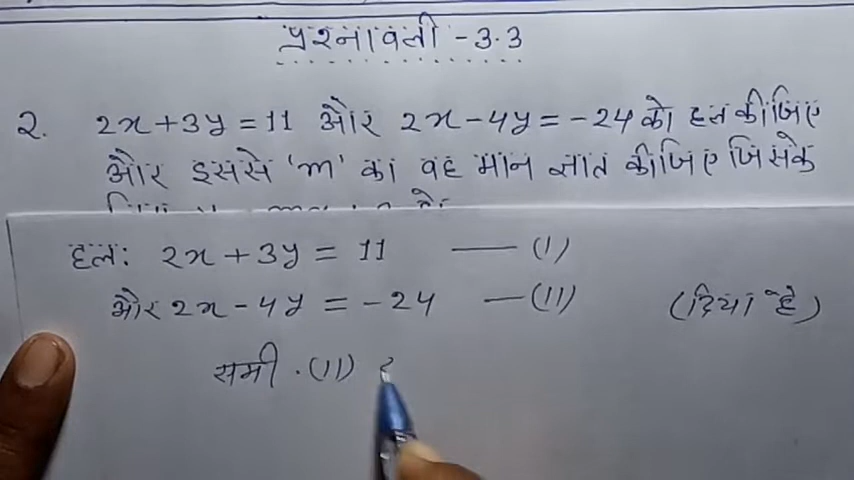 प्रश्नावली - 3.3
2. 2x + 3y = 11 और 2x - 4y = - 24 को हल कीजिए
और इससे 'm' का वह मान ज्ञात कीजिए जिसके
हल: 2x + 3y = 11 —— (I)
और 2x - 4y = - 24 — (II) (दिया है)
समी. (II)